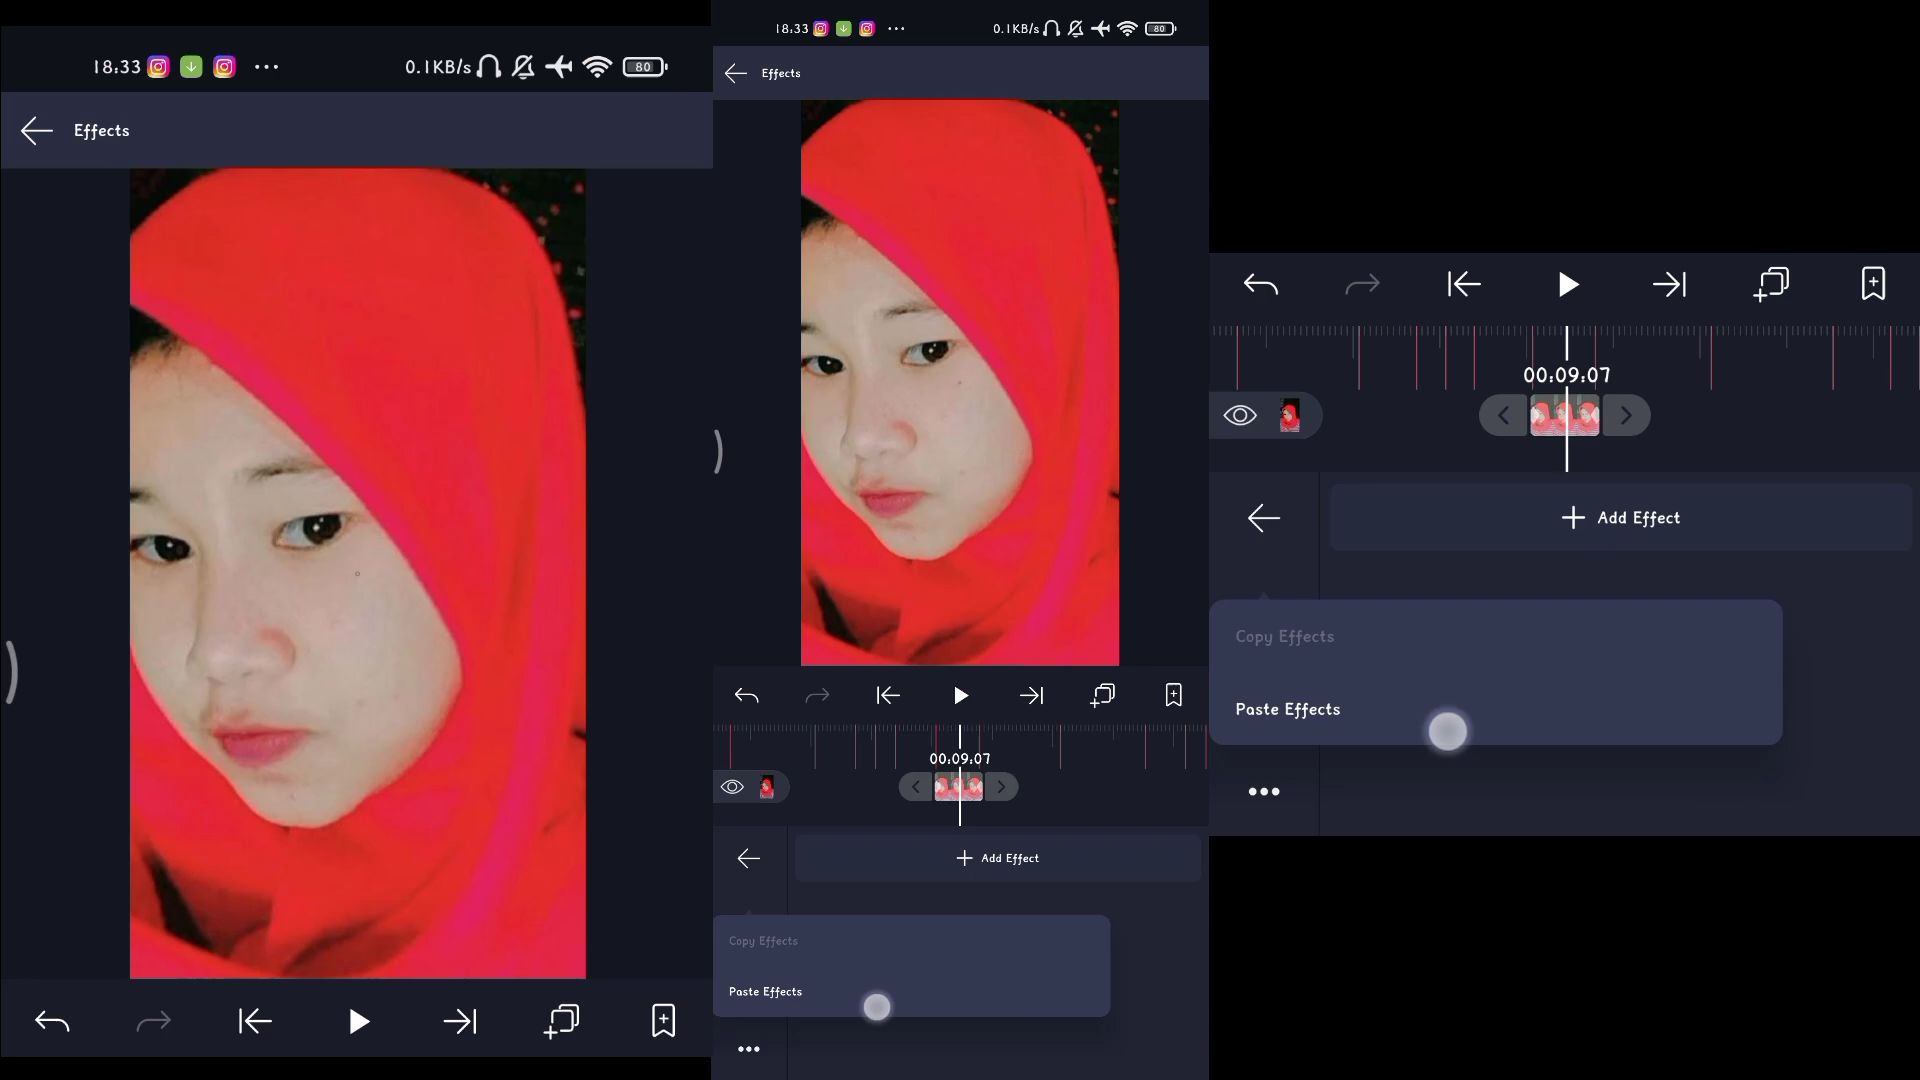 18.33
0.1KB/s
80
Effects
18.33
0.1KB/s
80
Effects
00:09:07
Add Effect
Copy Effects
Paste Effects
00:09:07
Add Effect
Copy Effects
Paste Effects